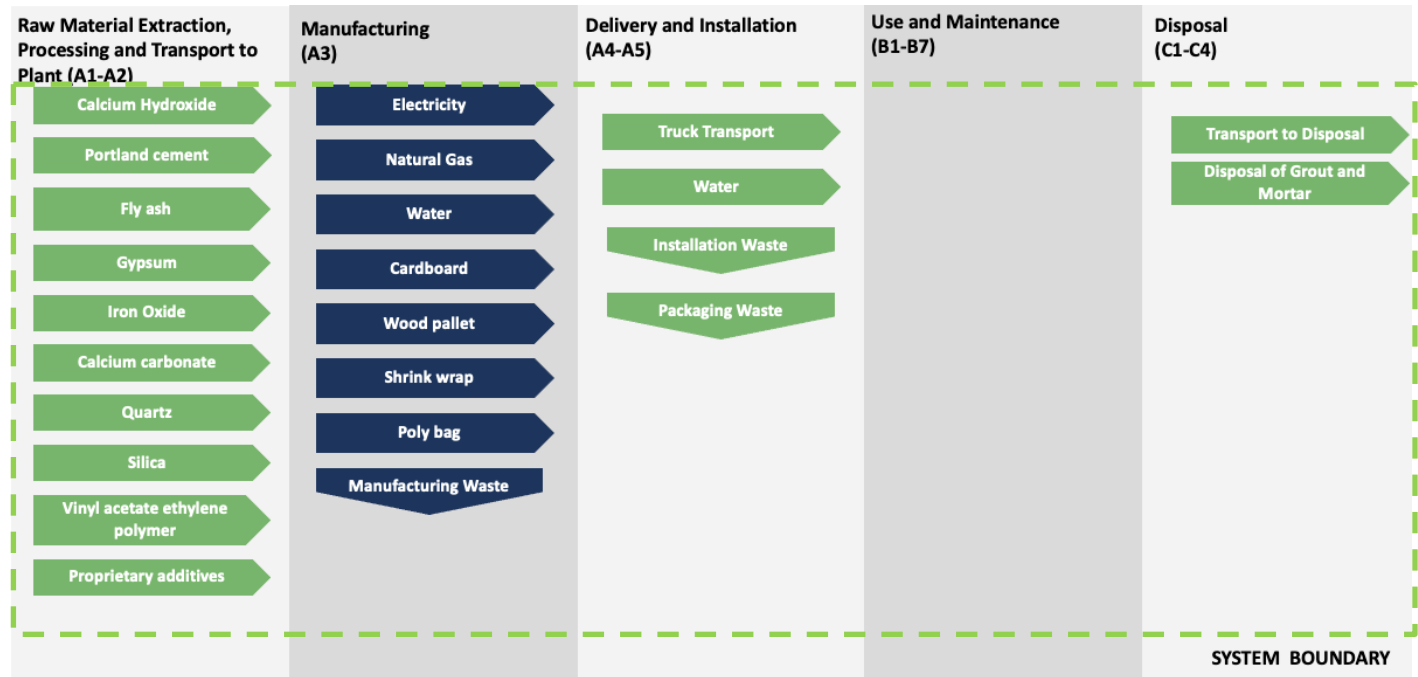 Raw Material Extraction,
Processing and Transport to
Plant (A1-A2)
Calcium Hydroxide
Portland cement
Fly ash
Gypsum
Iron Oxide
Calcium carbonate
Quartz
Silica
Vinyl acetate ethylene
polymer
Proprietary additives
Manufacturing
(A3)
Electricity
Natural Gas
Water
Cardboard
Wood pallet
Shrink wrap
Poly bag
Manufacturing Waste
Delivery and Installation
(A4-A5)
Truck Transport
Water
Installation Waste
Packaging Waste
Use and Maintenance
(B1-B7)
Disposal
(C1-C4)
Transport to Disposal
Disposal of Grout and
Mortar
SYSTEM BOUNDARY